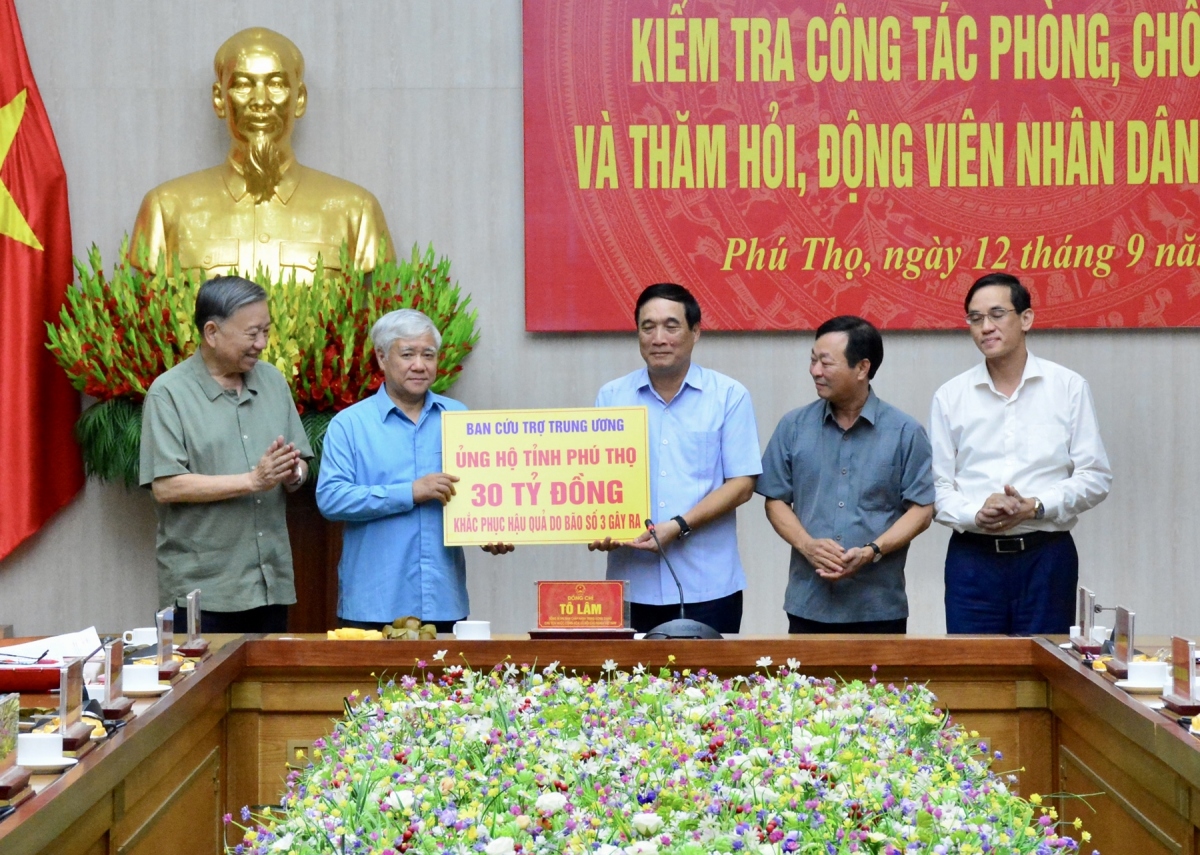 KIỂM TRA CÔNG TÁC PHÒNG, CHỐ
VÀ THĂM HỎI, ĐỘNG VIÊN NHÂN DÂN
Phú Thọ, ngày 12 tháng 9 nă
BAN CỨU TRỢ TRUNG ƯƠNG
ỦNG HỘ TỈNH PHÚ THỌ
30 TỶ ĐỒNG
KHẮC PHỤC HẬU QUẢ DO BÃO SỐ 3 GÂY RA
ĐỒNG CHÍ
TÔ LÂM